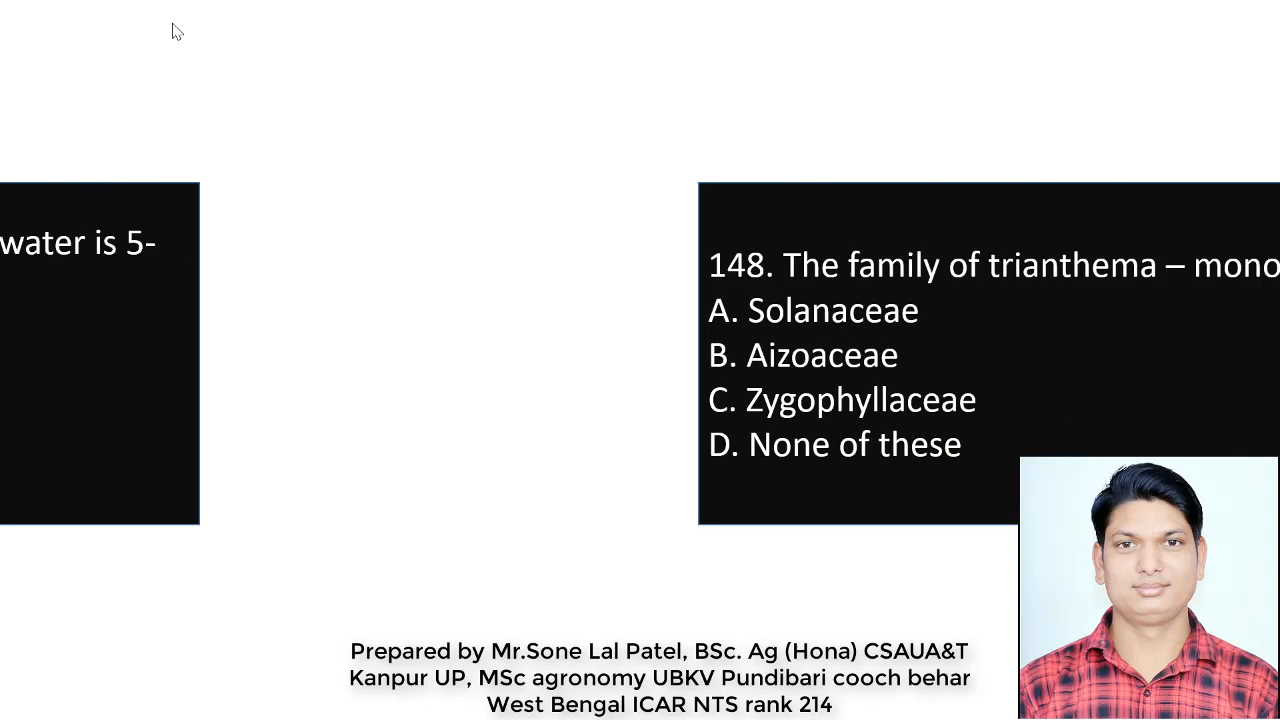 water is 5-
148. The family of trianthema – mono
A. Solanaceae
B. Aizoaceae
C. Zygophyllaceae
D. None of these
Prepared by Mr.Sone Lal Patel, BSc. Ag (Hona) CSAUA&T
Kanpur UP, MSc agronomy UBKV Pundibari cooch behar
West Bengal ICAR NTS rank 214